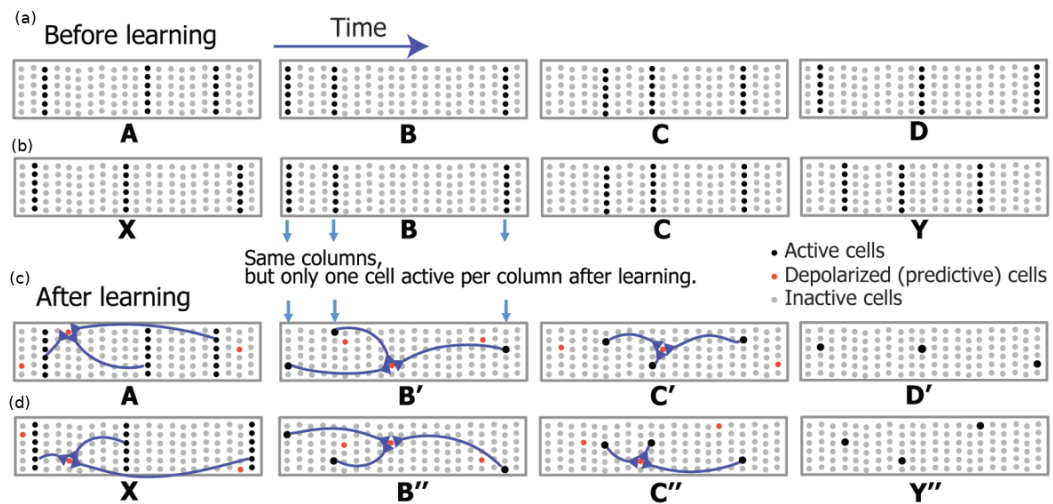 (a)
Before learning
Time
A
B
C
D
(b)
X
B
C
Y
Same columns,
but only one cell active per column after learning.
Active cells
Depolarized (predictive) cells
Inactive cells
(c)
After learning
A
B′
C′
D′
(d)
X
B″
C″
Y″